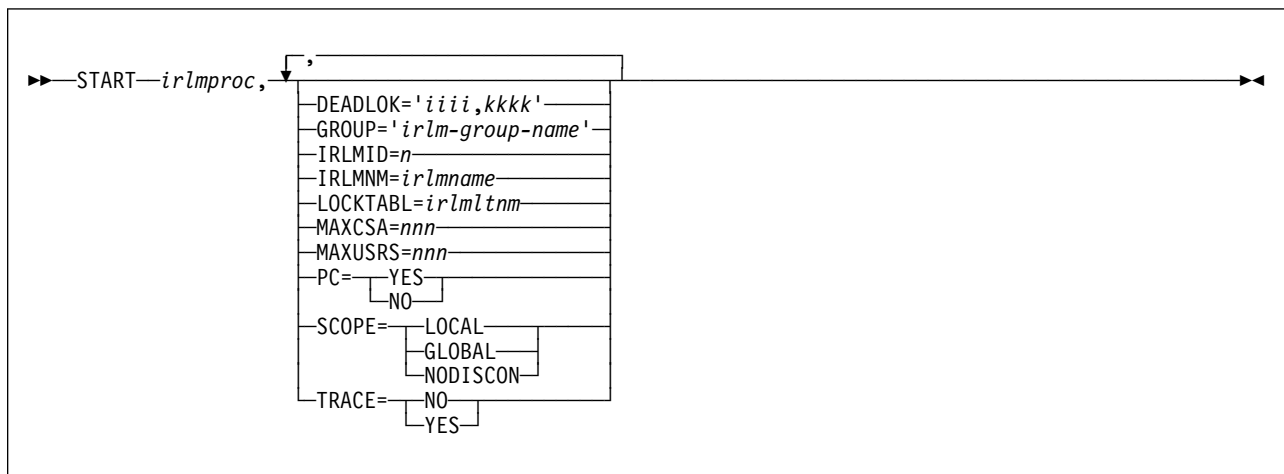 ,
START irlmproc,
DEADLOK='iiii,kkkk'
GROUP='irlm-group-name'
IRLMID=n
IRLMNM=irlmname
LOCKTABL=irlmltnm
MAXCSA=nnn
MAXUSRS=nnn
PC= YES
NO
SCOPE= LOCAL
GLOBAL
NODISCON
TRACE= NO
YES